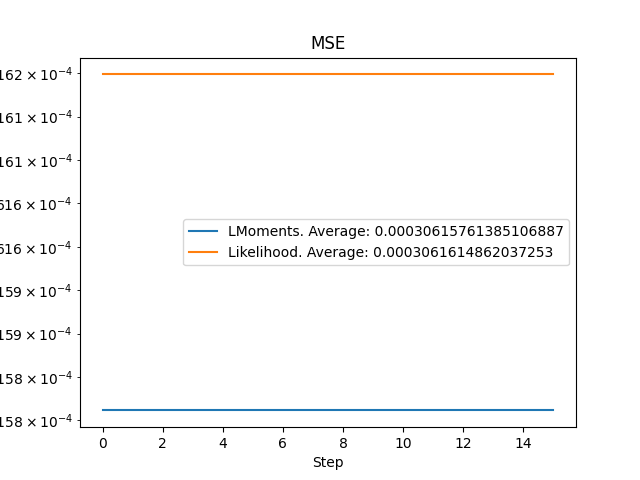 MSE
162 × 10⁻⁴
161 × 10⁻⁴
161 × 10⁻⁴
616 × 10⁻⁴
616 × 10⁻⁴
159 × 10⁻⁴
159 × 10⁻⁴
158 × 10⁻⁴
158 × 10⁻⁴
LMoments. Average: 0.00030615761385106887
Likelihood. Average: 0.0003061614862037253
0 2 4 6 8 10 12 14
Step